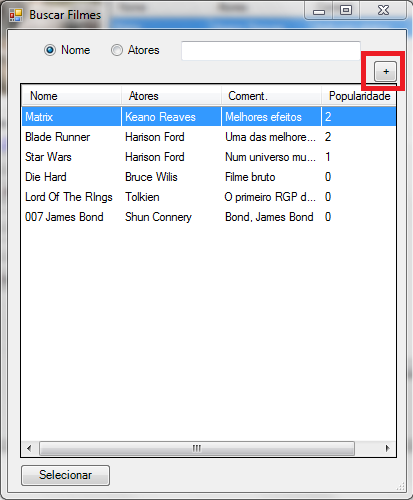 Buscar Filmes
Nome Atores
+
Nome Atores Coment. Popularidade
Matrix Keano Reaves Melhores efeitos 2
Blade Runner Harison Ford Uma das melhore... 2
Star Wars Harison Ford Num universo mu... 1
Die Hard Bruce Wilis Filme bruto 0
Lord Of The RIngs Tolkien O primeiro RGP d... 0
007 James Bond Shun Connery Bond, James Bond 0
Selecionar